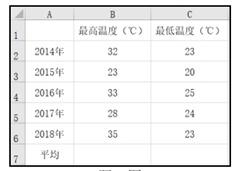 A B C
1 最高温度（℃） 最低温度（℃）
2 2014年 32 23
3 2015年 23 20
4 2016年 33 25
5 2017年 28 24
6 2018年 35 23
7 平均